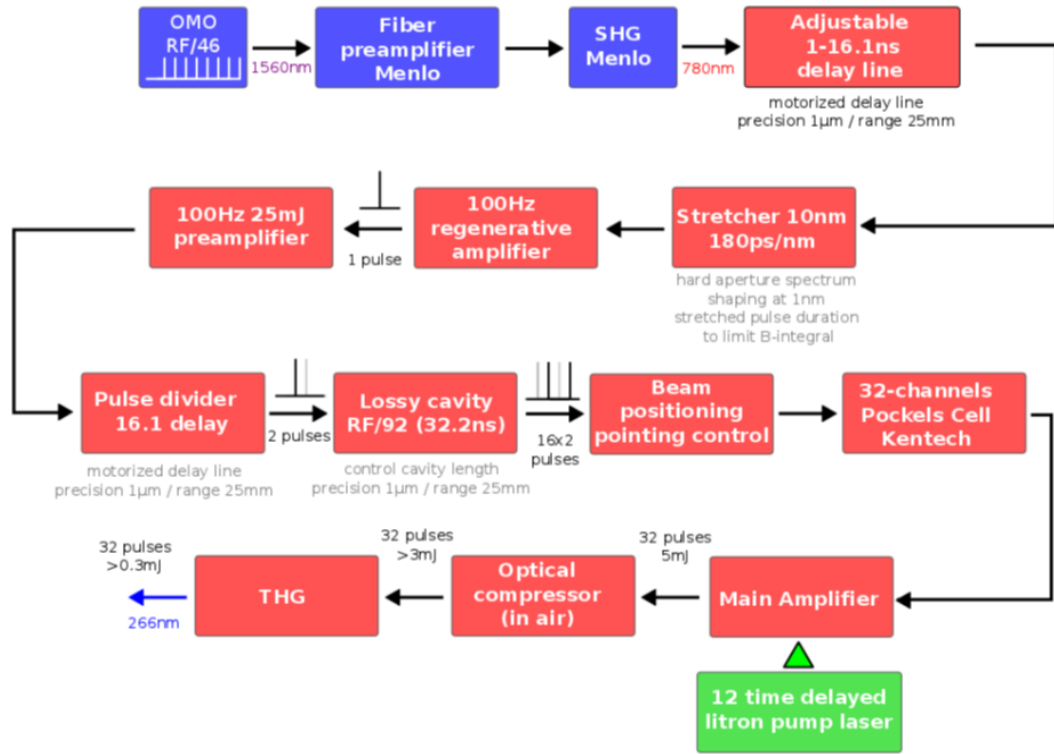 OMO
RF/46
1560nm
Fiber
preamplifier
Menlo
SHG
Menlo
780nm
Adjustable
1-16.1ns
delay line
motorized delay line
precision 1µm / range 25mm
Stretcher 10nm
180ps/nm
hard aperture spectrum
shaping at 1nm
stretched pulse duration
to limit B-integral
100Hz
regenerative
amplifier
1 pulse
100Hz 25mJ
preamplifier
Pulse divider
16.1 delay
motorized delay line
precision 1µm / range 25mm
2 pulses
Lossy cavity
RF/92 (32.2ns)
control cavity length
precision 1µm / range 25mm
16x2
pulses
Beam
positioning
pointing control
32-channels
Pockels Cell
Kentech
Main Amplifier
12 time delayed
litron pump laser
32 pulses
5mJ
Optical
compressor
(in air)
32 pulses
>3mJ
THG
32 pulses
>0.3mJ
266nm